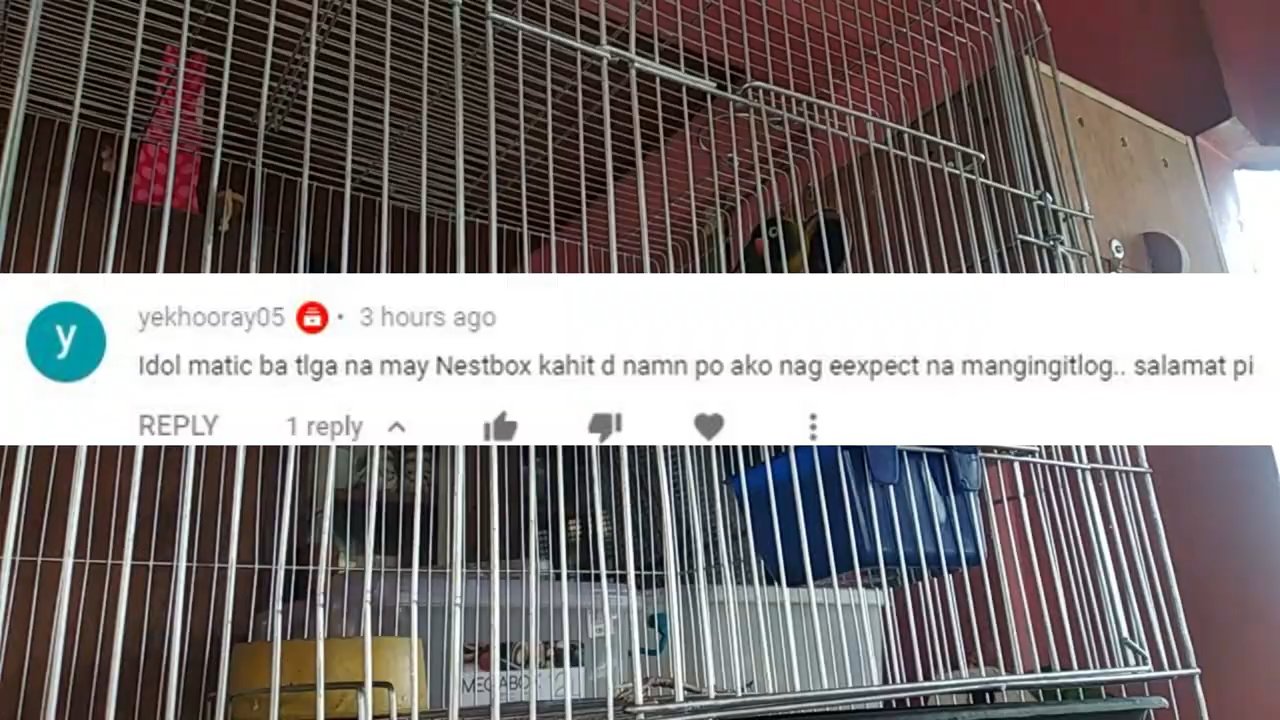 y
yekhooray05 • 3 hours ago
Idol matic ba tlga na may Nestbox kahit d namn po ako nag eexpect na mangingitlog.. salamat pi
REPLY 1 reply
MEGABOX